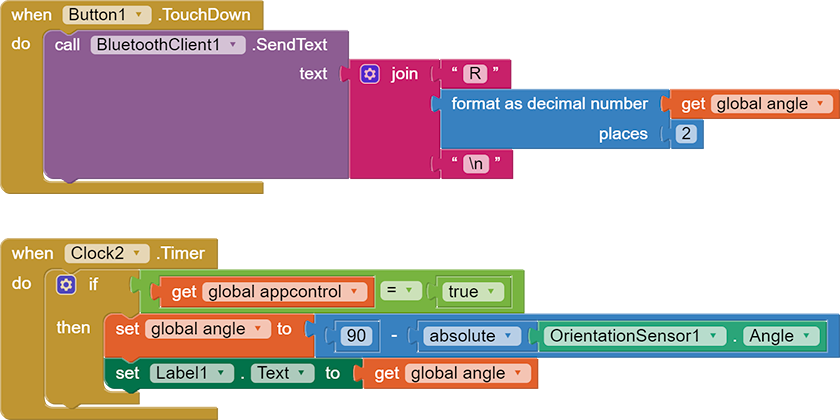 when Button1 .TouchDown
do call BluetoothClient1 .SendText
text join “ R ”
format as decimal number get global angle
places 2
“ \n ”
when Clock2 .Timer
do if get global appcontrol = true
then set global angle to 90 - absolute OrientationSensor1 . Angle
set Label1 . Text to get global angle